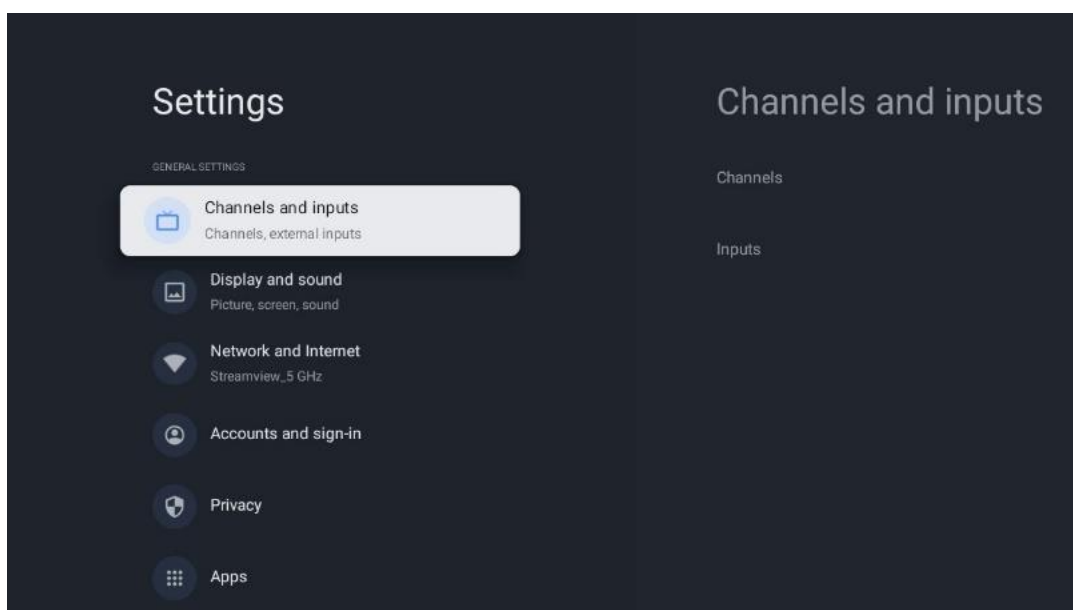 Settings
GENERAL SETTINGS
Channels and inputs
Channels, external inputs
Display and sound
Picture, screen, sound
Network and Internet
Streamview_5 GHz
Accounts and sign-in
Privacy
Apps
Channels and inputs
Channels
Inputs